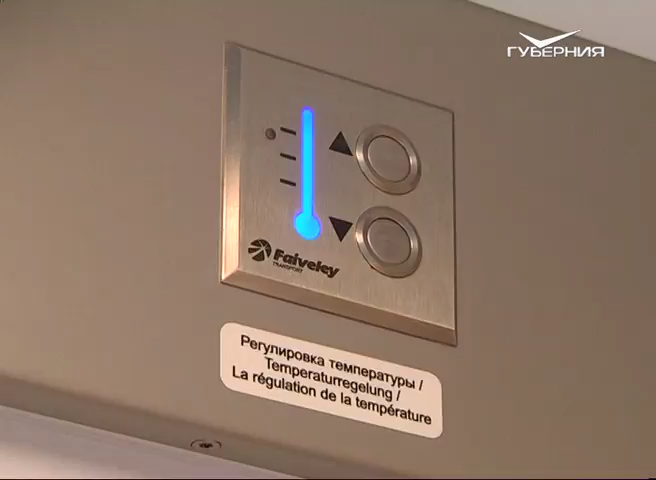 ГУБЕРНИЯ
Faiveley
TRANSPORT
Регулировка температуры /
Temperaturregelung /
La régulation de la température